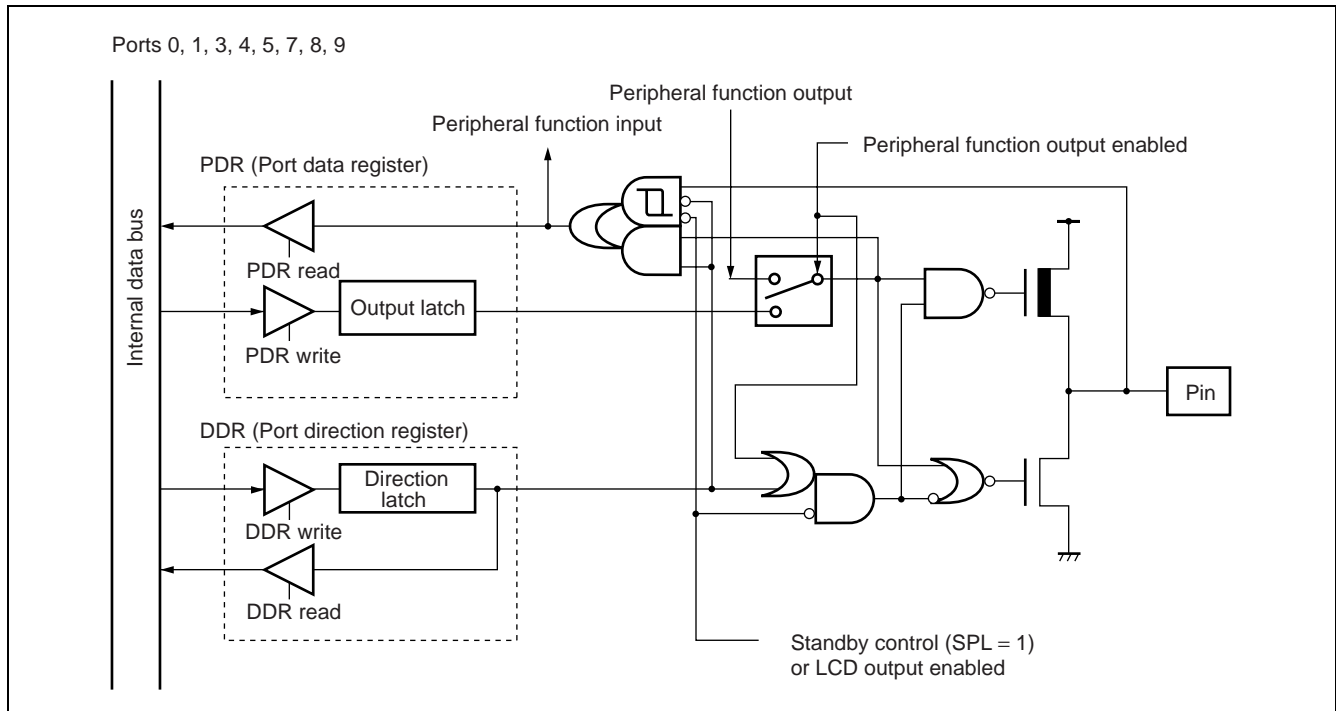 Ports 0, 1, 3, 4, 5, 7, 8, 9
Peripheral function output
Peripheral function input
Peripheral function output enabled
PDR (Port data register)
Internal data bus
PDR read
Output latch
PDR write
Pin
DDR (Port direction register)
Direction
latch
DDR write
DDR read
Standby control (SPL = 1)
or LCD output enabled